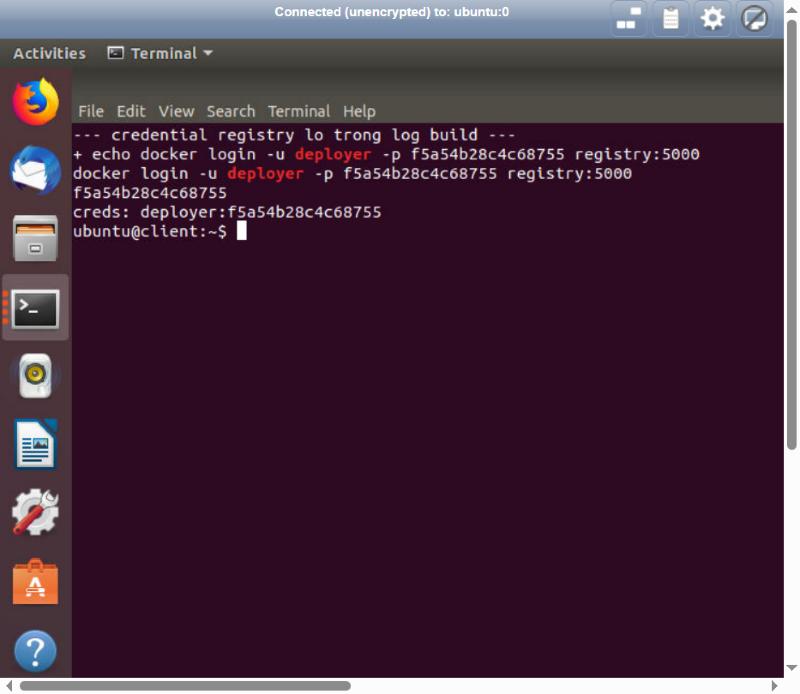 Connected (unencrypted) to: ubuntu:0
Activities Terminal
File Edit View Search Terminal Help
--- credential registry lo trong log build ---
+ echo docker login -u deployer -p f5a54b28c4c68755 registry:5000
docker login -u deployer -p f5a54b28c4c68755 registry:5000
f5a54b28c4c68755
creds: deployer:f5a54b28c4c68755
ubuntu@client:~$